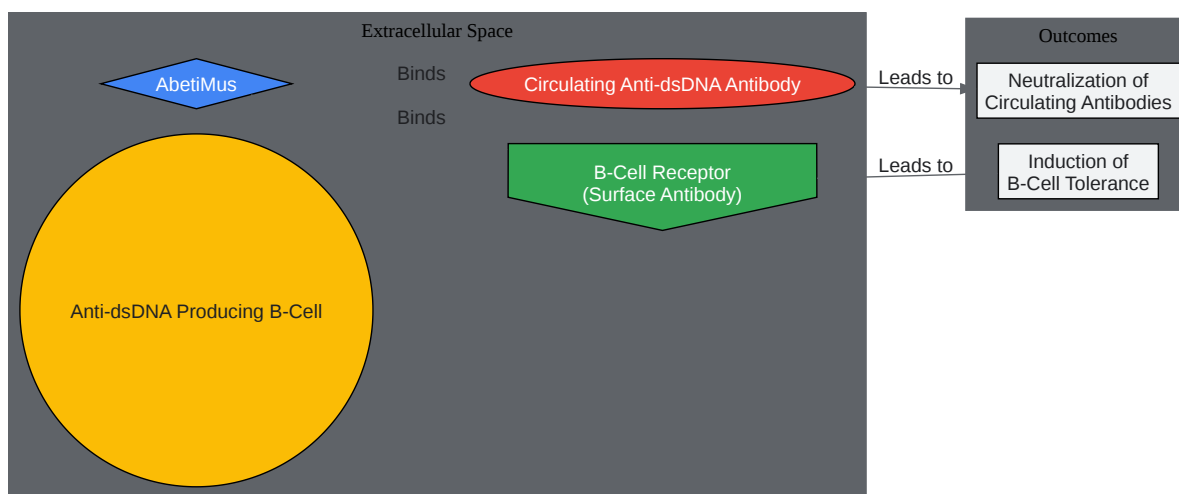 Extracellular Space
AbetiMus
Binds
Circulating Anti-dsDNA Antibody
Binds
B-Cell Receptor
(Surface Antibody)
Anti-dsDNA Producing B-Cell
Leads to
Leads to
Outcomes
Neutralization of
Circulating Antibodies
Induction of
B-Cell Tolerance